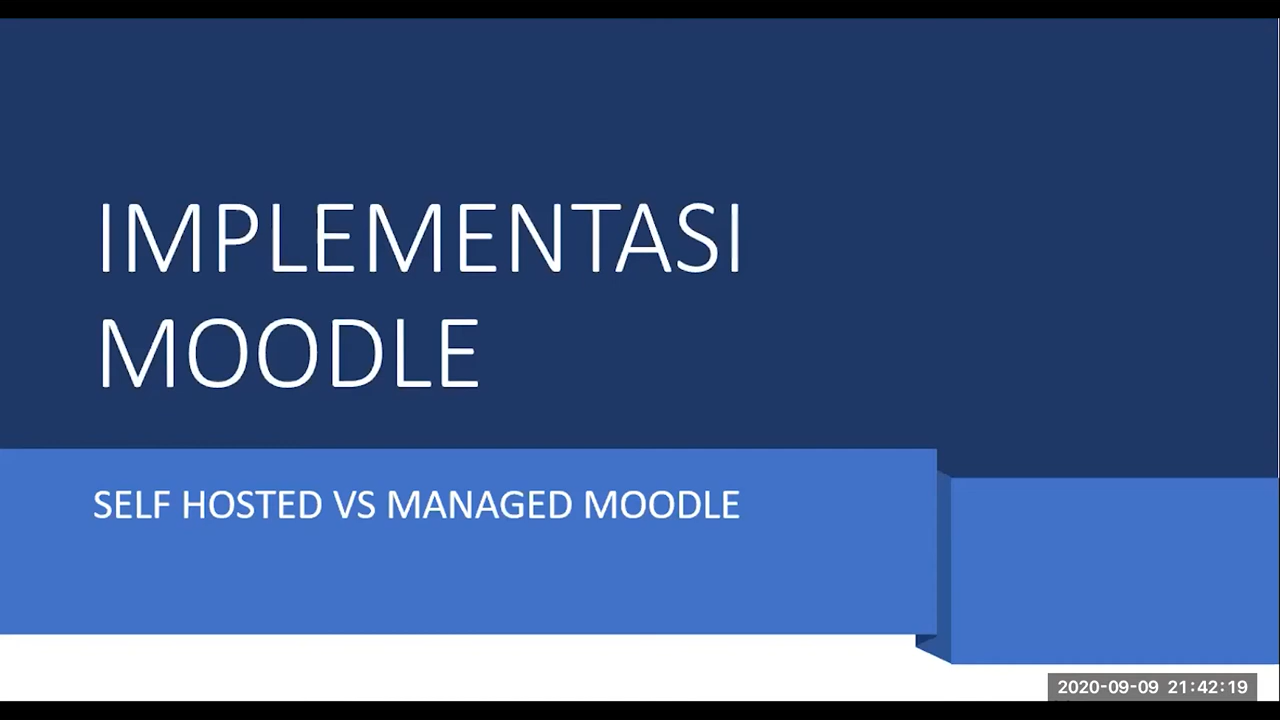 IMPLEMENTASI
MOODLE
SELF HOSTED VS MANAGED MOODLE
2020-09-09 21:42:19